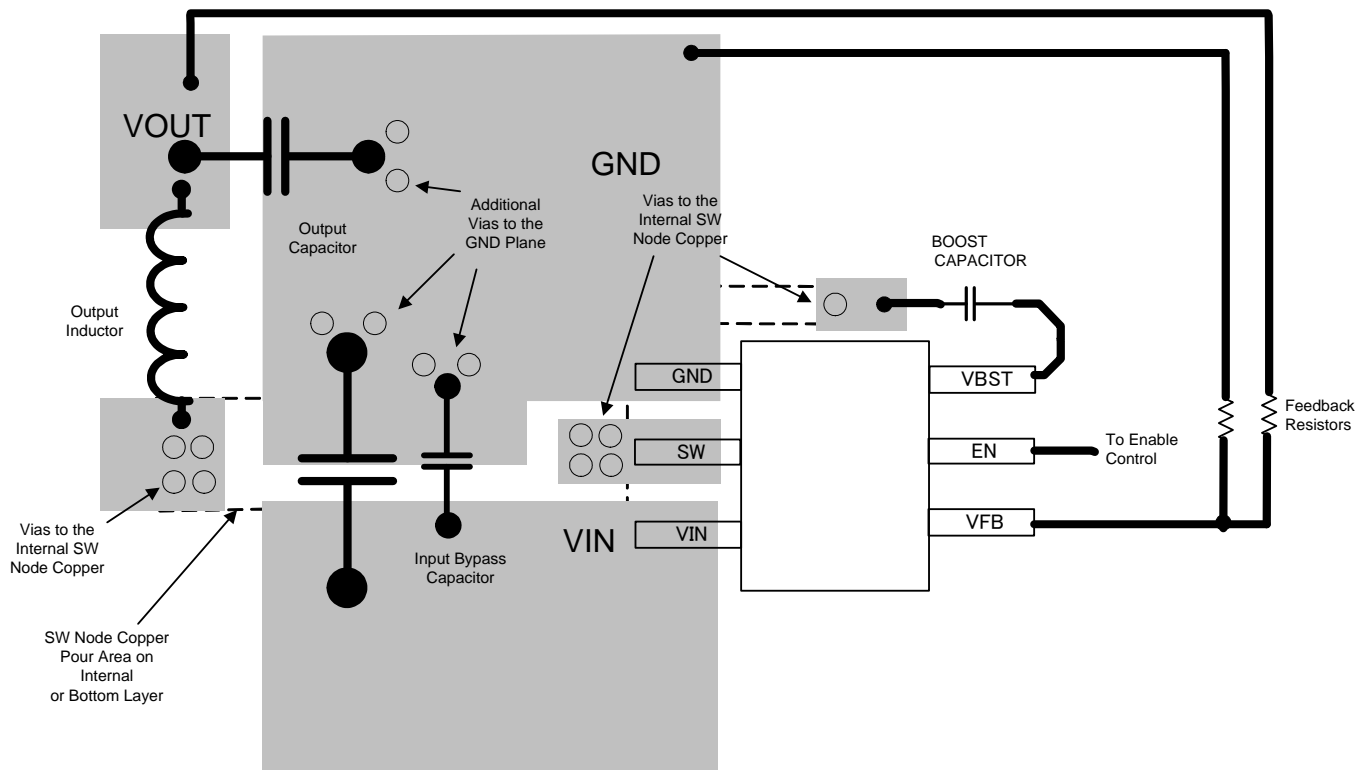 VOUT
GND
Output
Capacitor
Additional
Vias to the
GND Plane
Vias to the
Internal SW
Node Copper
BOOST
CAPACITOR
Output
Inductor
GND
VBST
SW
EN
To Enable
Control
Feedback
Resistors
VIN
VIN
VFB
Input Bypass
Capacitor
Vias to the
Internal SW
Node Copper
SW Node Copper
Pour Area on
Internal
or Bottom Layer